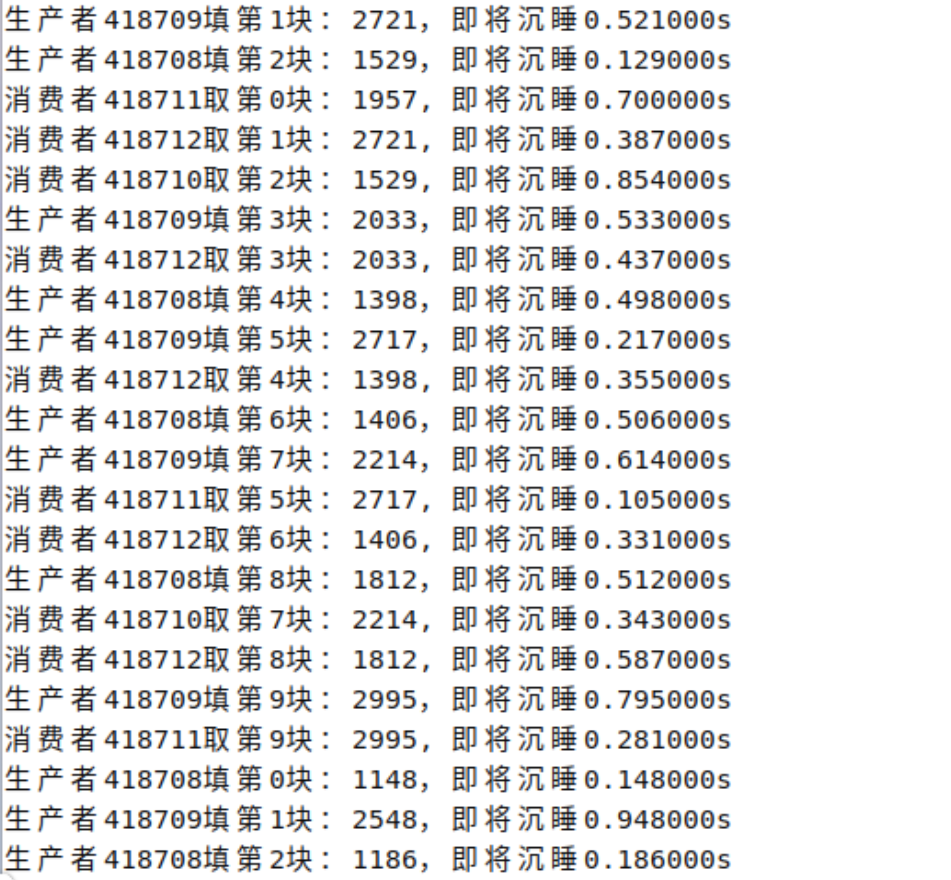 生产者418709填第1块：2721，即将沉睡0.521000s
生产者418708填第2块：1529，即将沉睡0.129000s
消费者418711取第0块：1957，即将沉睡0.700000s
消费者418712取第1块：2721，即将沉睡0.387000s
消费者418710取第2块：1529，即将沉睡0.854000s
生产者418709填第3块：2033，即将沉睡0.533000s
消费者418712取第3块：2033，即将沉睡0.437000s
生产者418708填第4块：1398，即将沉睡0.498000s
生产者418709填第5块：2717，即将沉睡0.217000s
消费者418712取第4块：1398，即将沉睡0.355000s
生产者418708填第6块：1406，即将沉睡0.506000s
生产者418709填第7块：2214，即将沉睡0.614000s
消费者418711取第5块：2717，即将沉睡0.105000s
消费者418712取第6块：1406，即将沉睡0.331000s
生产者418708填第8块：1812，即将沉睡0.512000s
消费者418710取第7块：2214，即将沉睡0.343000s
消费者418712取第8块：1812，即将沉睡0.587000s
生产者418709填第9块：2995，即将沉睡0.795000s
消费者418711取第9块：2995，即将沉睡0.281000s
生产者418708填第0块：1148，即将沉睡0.148000s
生产者418709填第1块：2548，即将沉睡0.948000s
生产者418708填第2块：1186，即将沉睡0.186000s